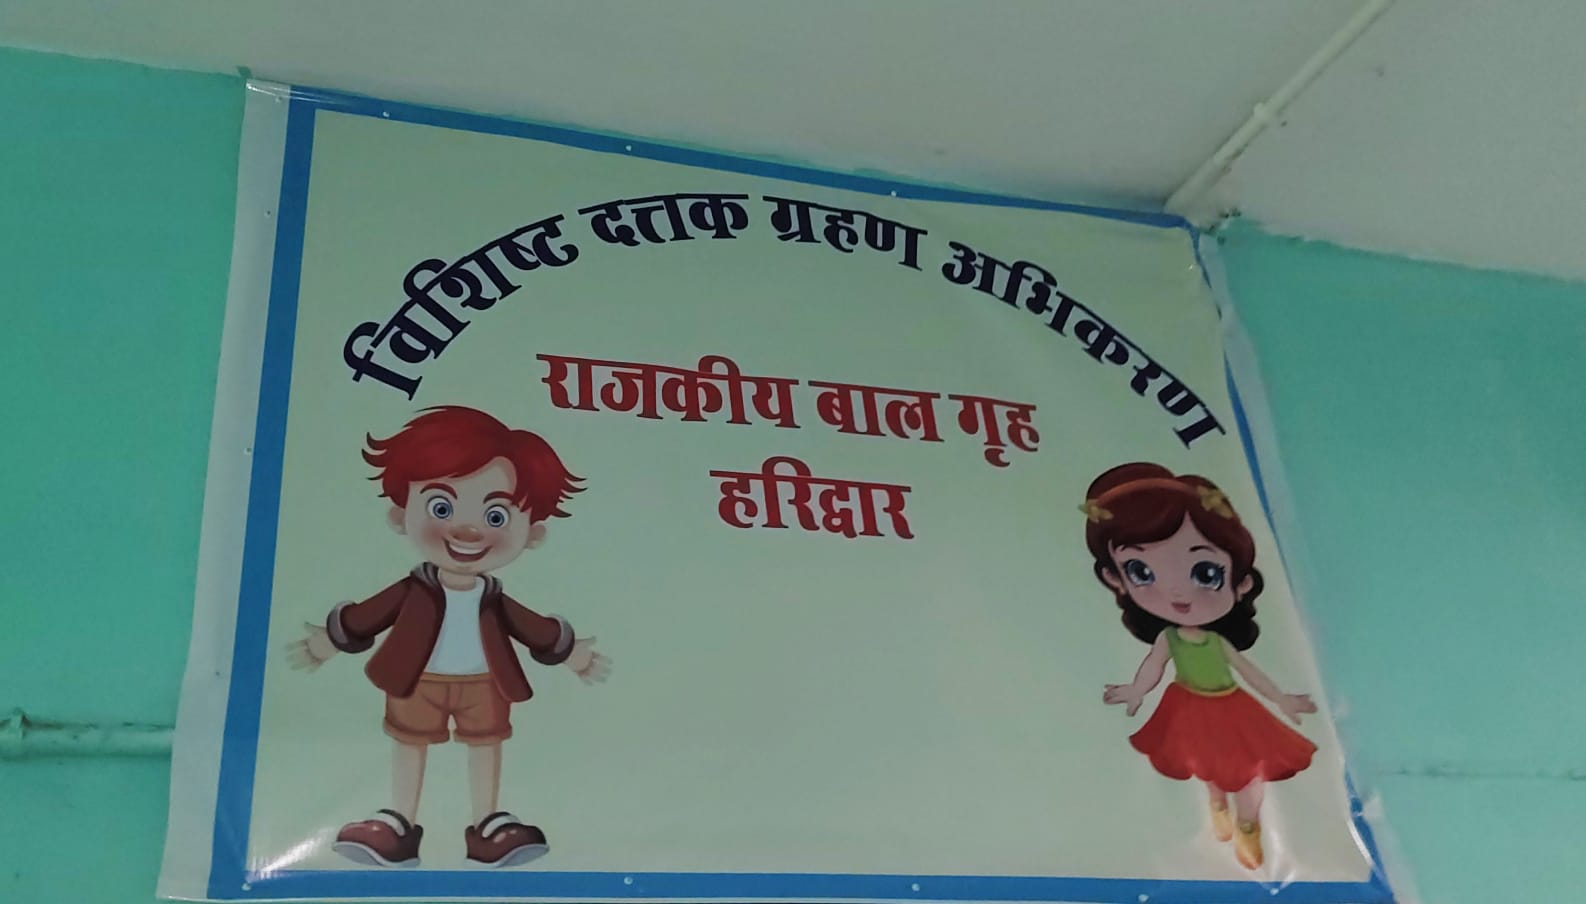 विशिष्ट दत्तक ग्रहण अभिकरण
राजकीय बाल गृह
हरिद्वार